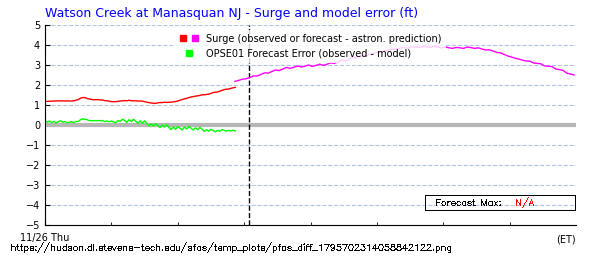 Watson Creek at Manasquan NJ - Surge and model error (ft)
5
Surge (observed or forecast - astron. prediction)
4
OPSE01 Forecast Error (observed - model)
3
2
1
0
−1
−2
−3
−4
Forecast Max: N/A
−5
11/26 Thu
(ET)
https://hudson.dl.stevens-tech.edu/sfas/temp_plots/pfas_diff_1795702314058842122.png